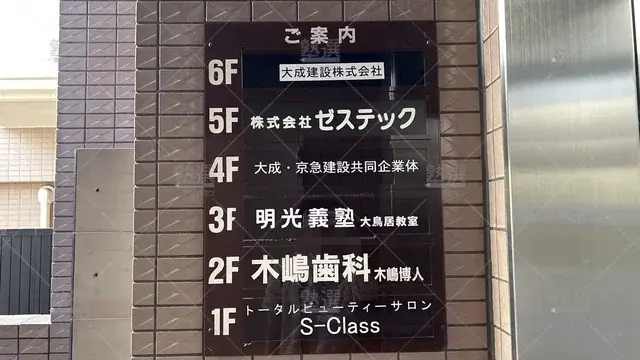 ご案内
6F 大成建設株式会社
5F 株式会社ゼステック
4F 大成・京急建設共同企業体
3F 明光義塾 大鳥居教室
2F 木嶋歯科 木嶋博人
1F トータルビューティーサロン
S-Class
塾選